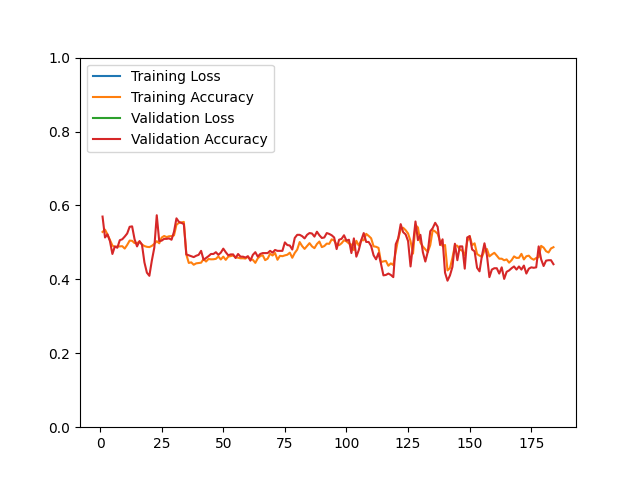 1.0
0.8
0.6
0.4
0.2
0.0
Training Loss
Training Accuracy
Validation Loss
Validation Accuracy
0 25 50 75 100 125 150 175